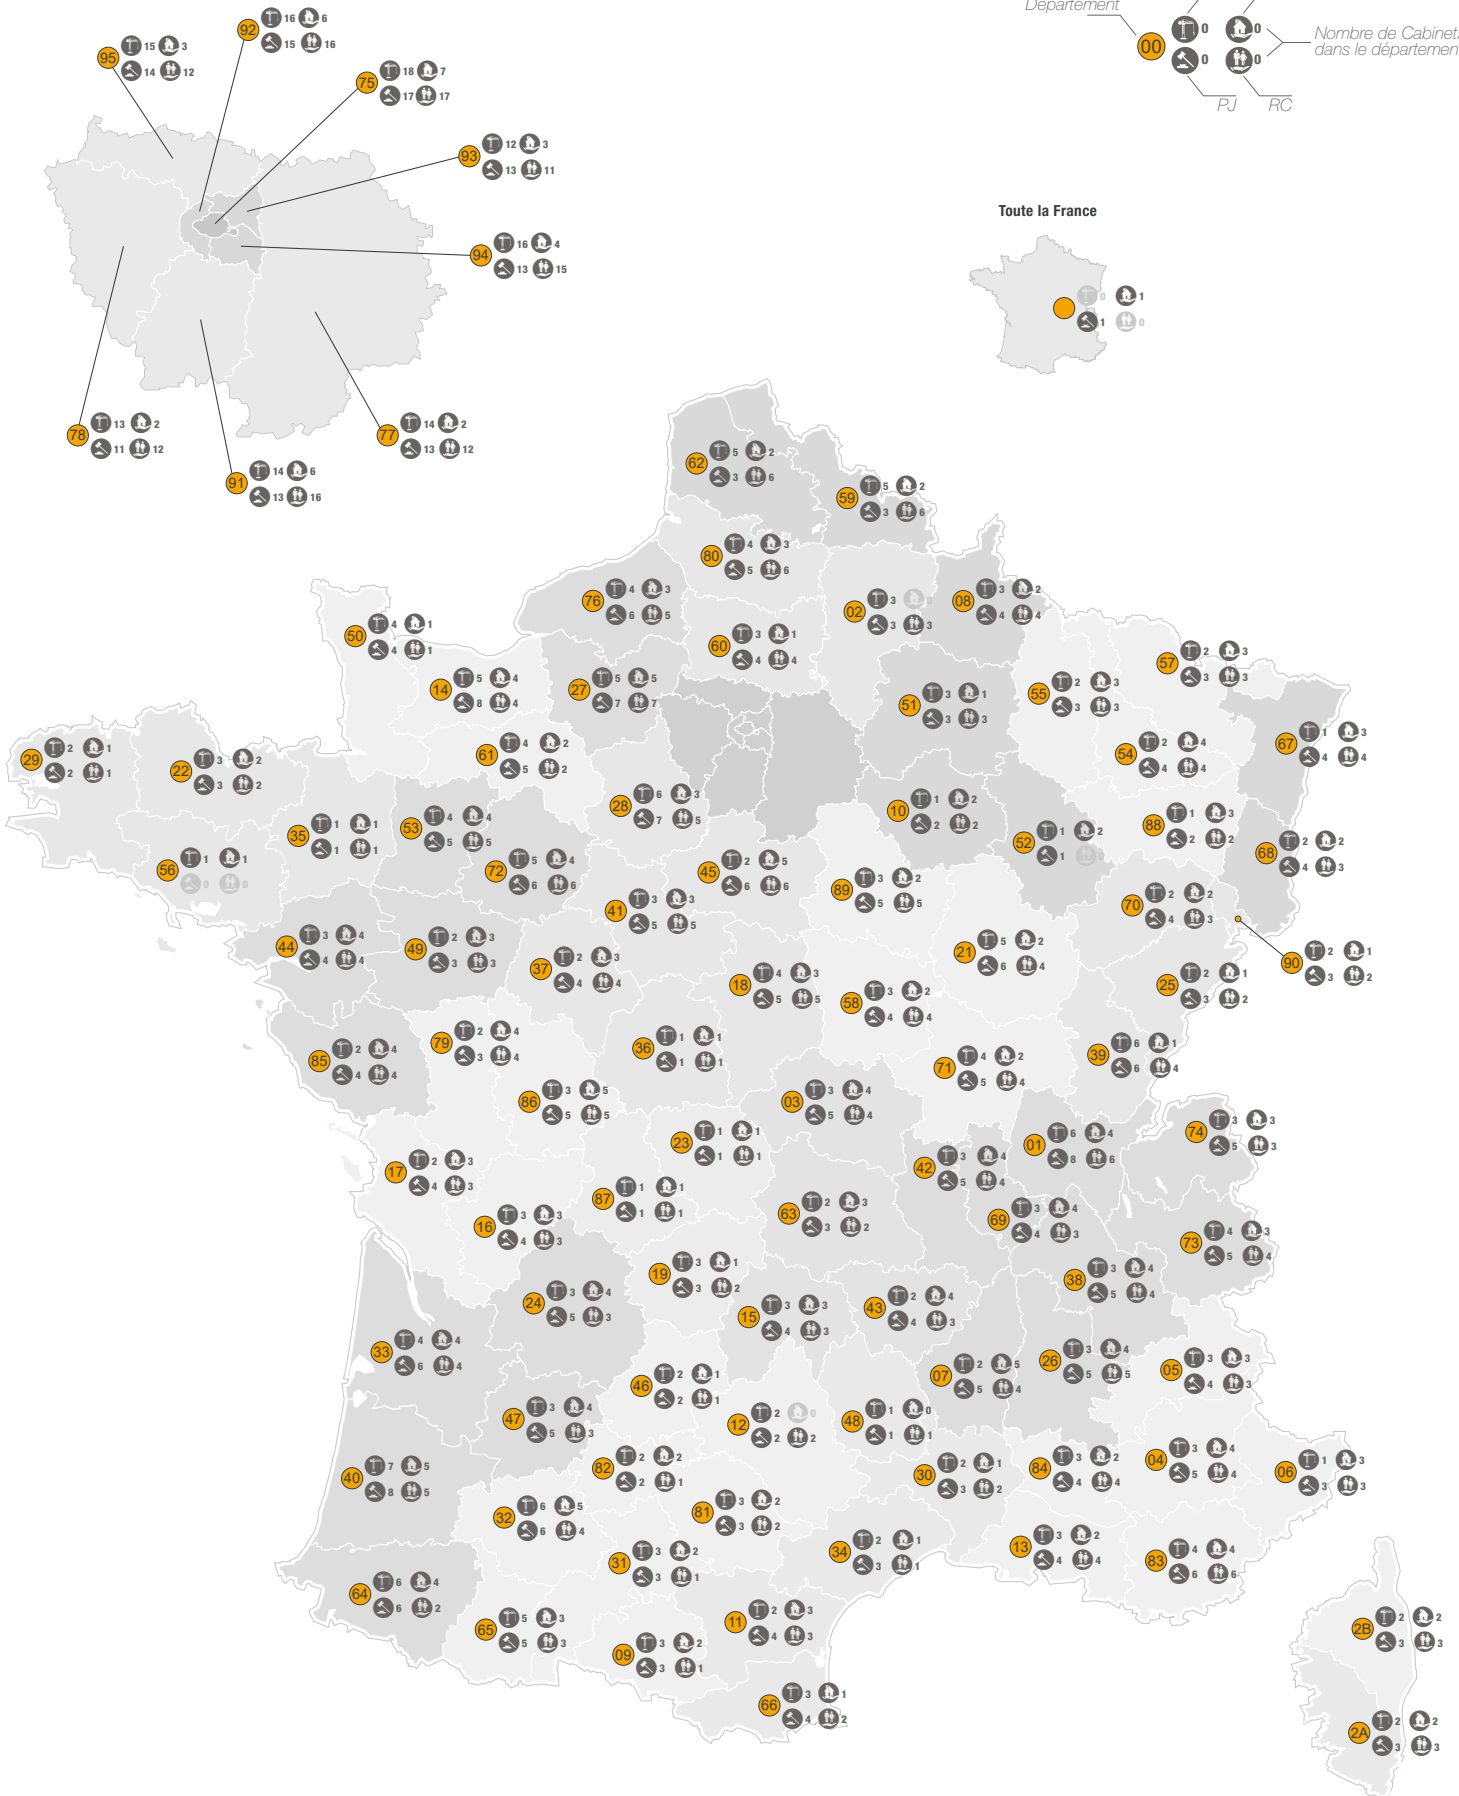 Département
00 0 0
0 0
Nombre de Cabinets
dans le département
PJ RC
92 16 6
15 16
95 15 3
14 12
75 18 7
17 17
93 12 3
13 11
94 16 4
13 15
78 13 2
11 12
77 14 2
13 12
91 14 6
13 16
Toute la France
0 1
1 0
62 5 2
3 6
59 5 2
3 6
80 4 3
5 6
76 4 3
6 5
02 3
3 3
08 3 2
4 4
50 4 1
4 1
60 3 1
4 4
57 2 3
3 3
14 5 4
8 4
27 5 5
7 7
55 2 3
3 3
51 3 1
3 3
67 1 3
4 4
29 2 1
2 1
22 3 2
3 2
61 4 2
5 2
54 2 4
4 4
28 6 3
7 5
10 1 2
2 2
88 1 3
2 2
35 1 1
1 1
53 4 4
5 5
52 1 2
1 0
68 2 2
4 3
56 1 1
0 0
72 5 4
6 6
45 2 5
6 6
89 3 2
5 5
41 3 3
5 5
70 2 2
4 3
44 3 4
4 4
49 2 3
3 3
37 2 3
4 4
21 5 2
6 4
90 2 1
3 2
18 4 3
5 5
58 3 2
4 4
25 2 1
3 2
79 2 4
3 4
36 1 1
1 1
85 2 4
4 4
71 4 2
5 4
39 6 1
6 4
86 3 5
5 5
03 3 4
5 4
74 3 3
5 3
23 1 1
1 1
01 6 4
8 6
17 2 3
4 3
42 3 4
5 4
87 1 1
1 1
63 2 3
3 2
69 3 4
4 3
16 3 3
4 3
73 4 3
5 4
19 3 1
3 2
38 3 4
5 4
24 3 4
5 3
15 3 3
4 3
43 2 4
4 3
33 4 4
6 4
26 3 4
5 5
05 3 3
4 3
07 2 5
5 4
46 2 1
2 1
47 3 4
5 3
12 2 0
2 2
48 1 0
1 1
40 7 5
8 5
82 2 2
2 1
30 2 1
3 2
84 3 2
4 4
04 3 4
5 4
06 1 3
3 3
32 6 5
6 4
81 3 2
3 2
34 2 1
3 1
13 3 2
4 4
83 4 4
6 6
31 3 2
3 1
64 6 4
6 2
65 5 3
5 3
11 2 3
4 3
09 3 2
3 1
2B 2 2
3 3
66 3 1
4 2
2A 2 2
3 3